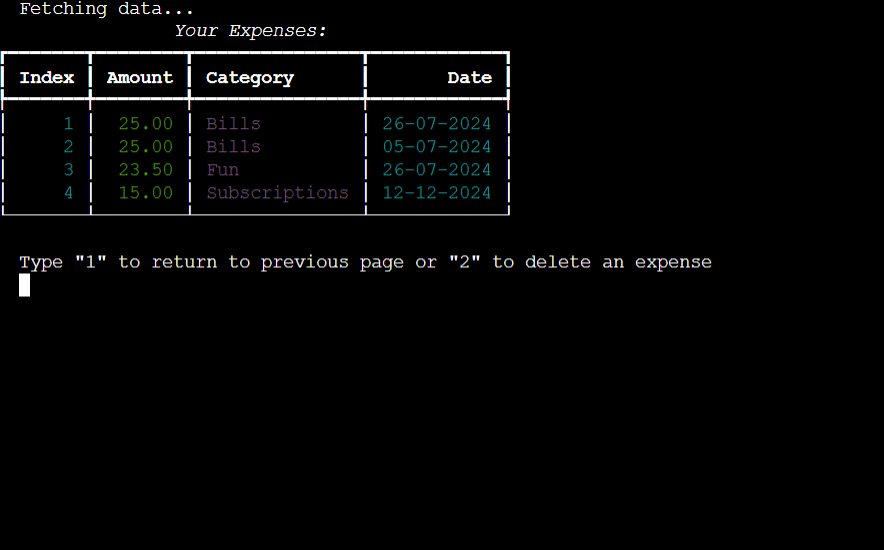 Fetching data...
Your Expenses:
Index Amount Category Date
1 25.00 Bills 26-07-2024
2 25.00 Bills 05-07-2024
3 23.50 Fun 26-07-2024
4 15.00 Subscriptions 12-12-2024
Type "1" to return to previous page or "2" to delete an expense